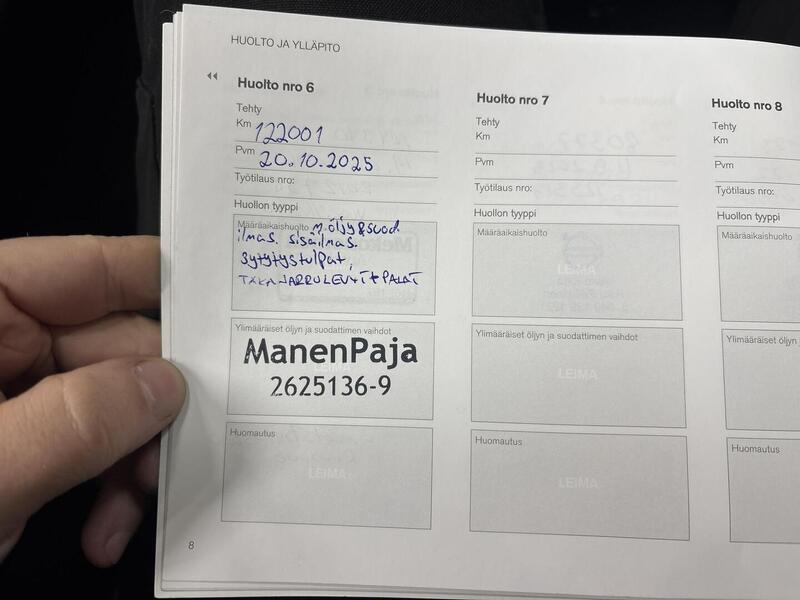 HUOLTO JA YLLÄPITO
Huolto nro 6
Tehty
Km 122001
Pvm 20.10.2025
Työtilaus nro:
Huollon tyyppi
Määräaikaishuolto m.öljy&suod
ilmas. sisäilmas.
sytytystulpat,
TAKAJARRULEVYT+PALAT
Ylimääräiset öljyn ja suodattimen vaihdot
ManenPaja
2625136-9
Huomautus
LEIMA
8
Huolto nro 7
Tehty
Km
Pvm
Työtilaus nro:
Huollon tyyppi
Määräaikaishuolto
LEIMA
Ylimääräiset öljyn ja suodattimen vaihdot
LEIMA
Huomautus
LEIMA
Huolto nro 8
Tehty
Km
Pvm
Työtilaus nro:
Huollon tyyppi
Määräaikaishuolto
Ylimääräiset
Huomautus